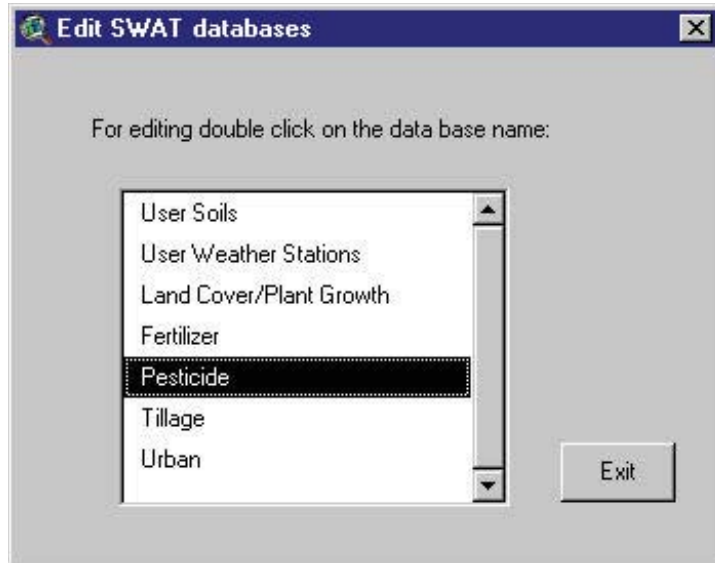 Edit SWAT databases
For editing double click on the data base name:
User Soils
User Weather Stations
Land Cover/Plant Growth
Fertilizer
Pesticide
Tillage
Urban
Exit